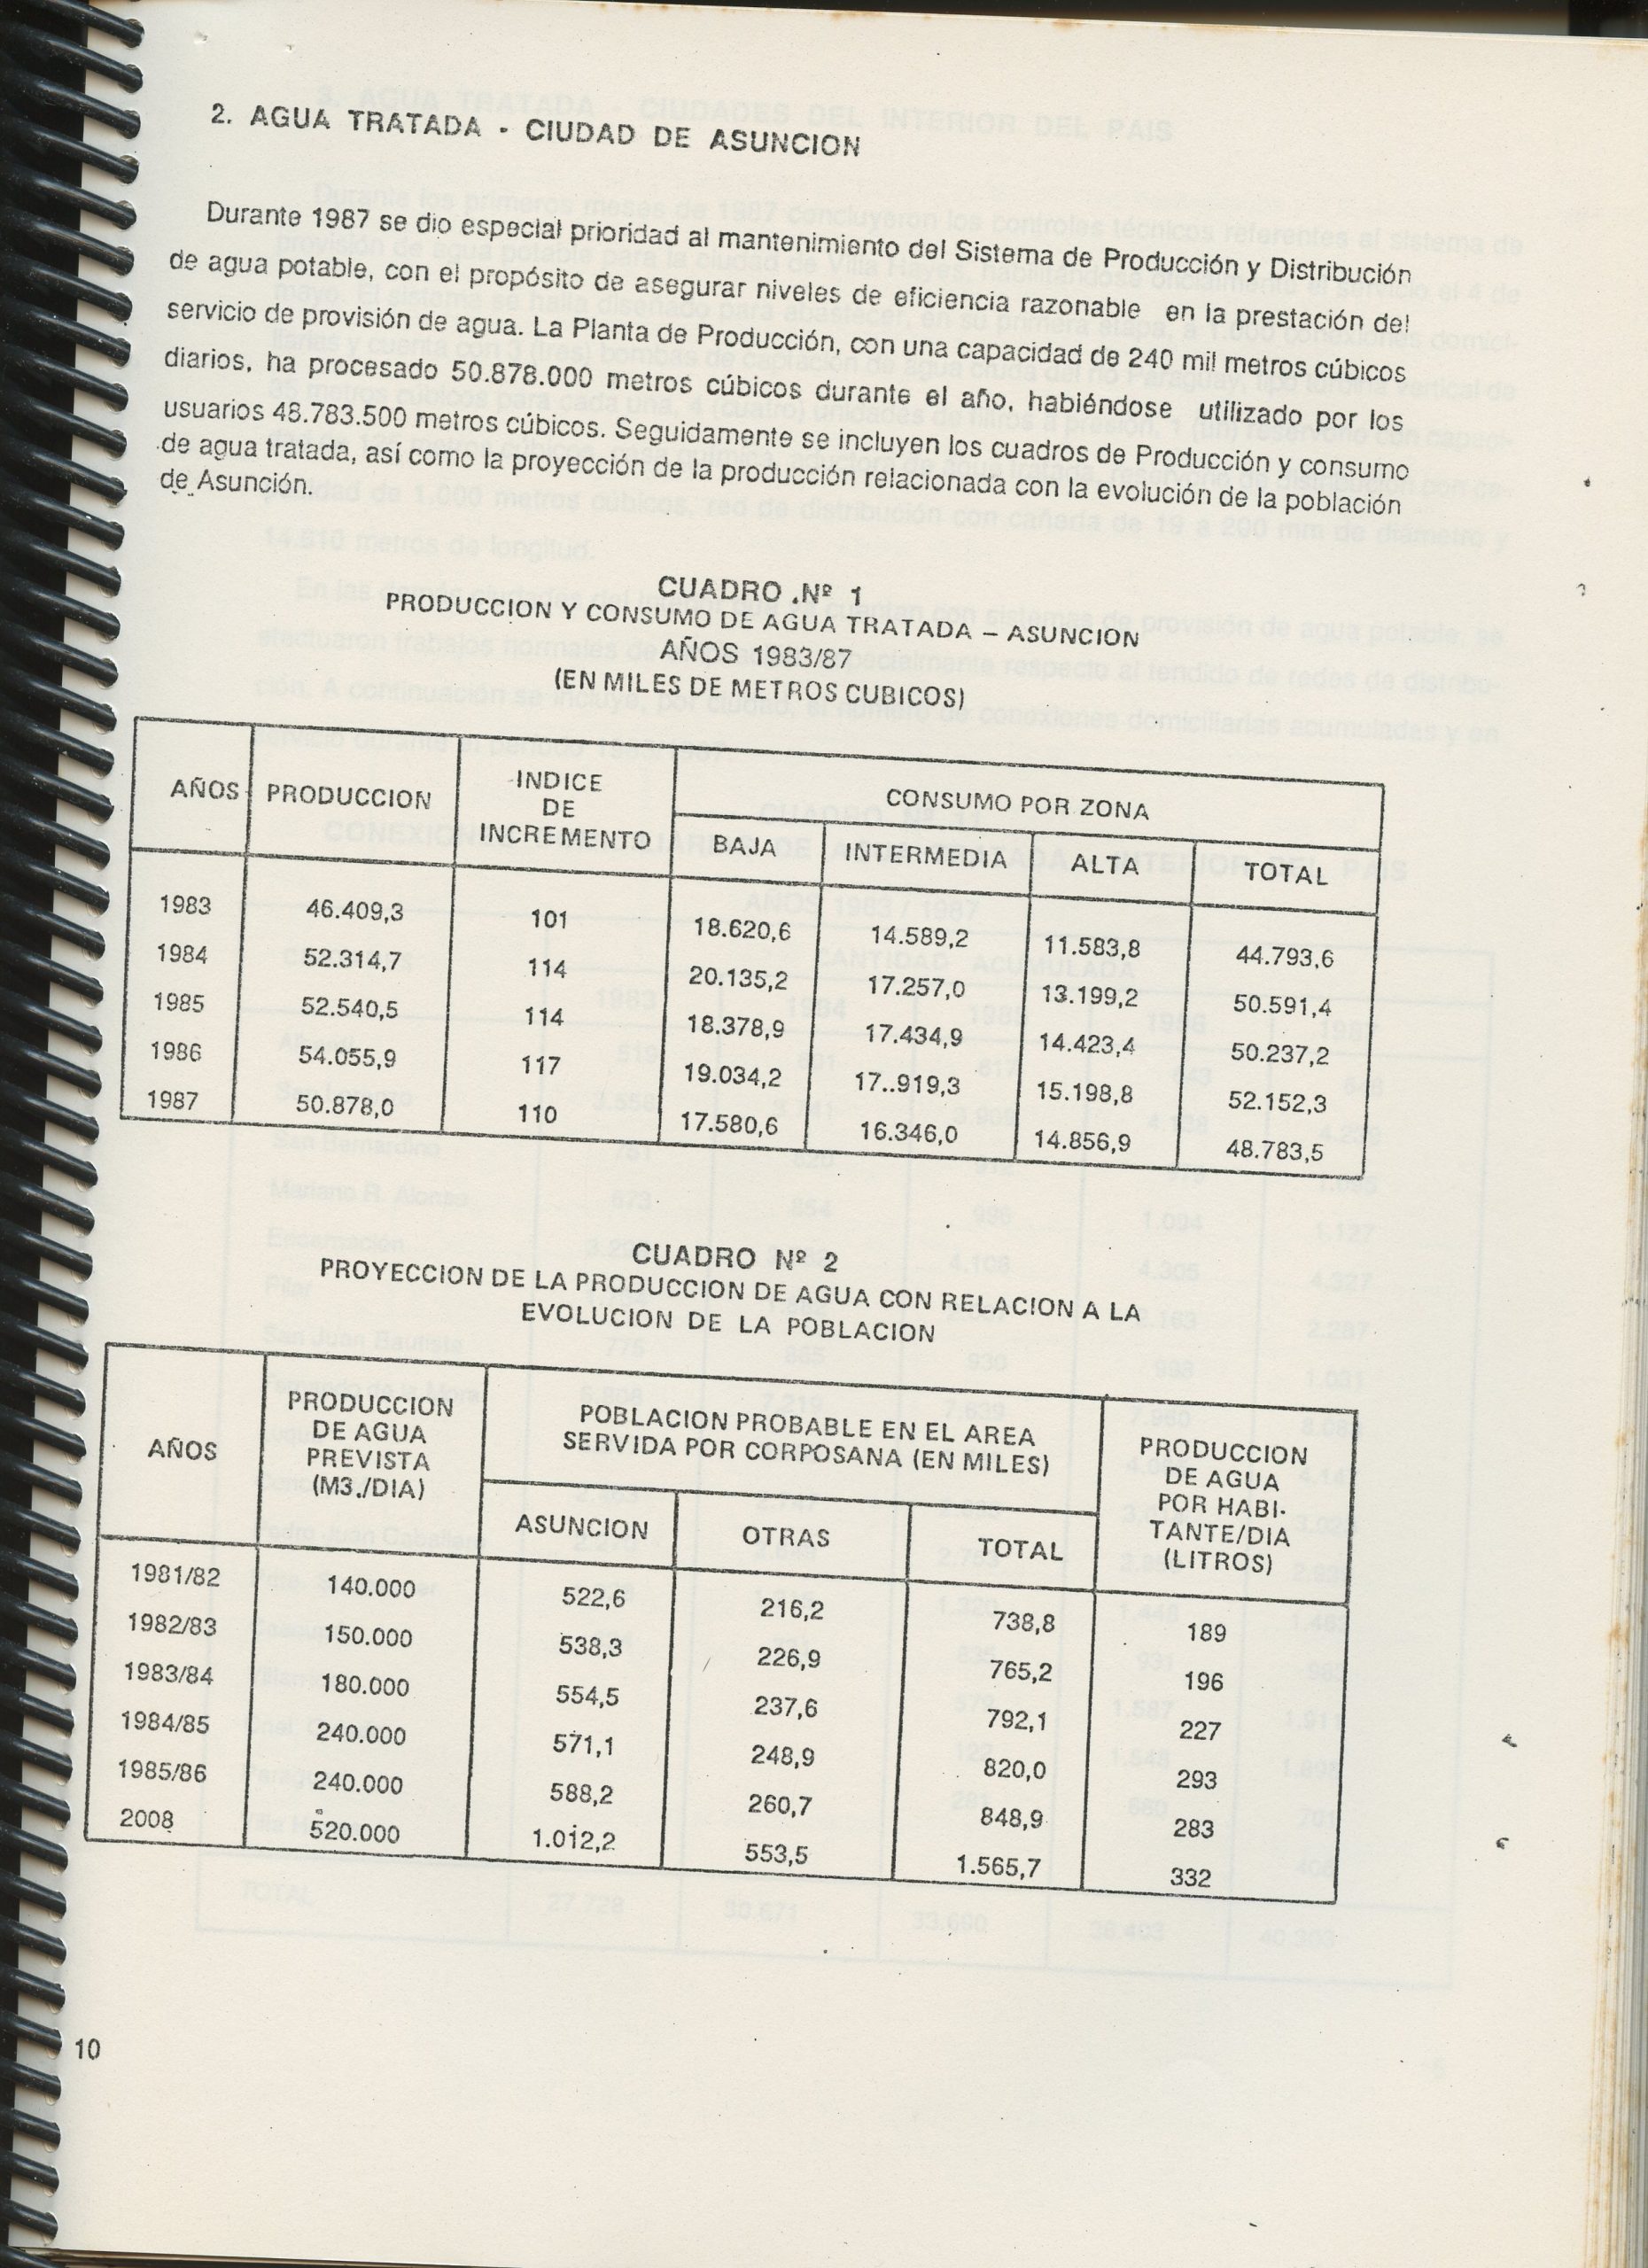 2. AGUA TRATADA - CIUDAD DE ASUNCION
Durante 1987 se dio especial prioridad al mantenimiento del Sistema de Producción y Distribución
de agua potable, con el propósito de asegurar niveles de eficiencia razonable en la prestación del
servicio de provisión de agua. La Planta de Producción, con una capacidad de 240 mil metros cúbicos
diarios, ha procesado 50.878.000 metros cúbicos durante el año, habiéndose utilizado por los
usuarios 48.783.500 metros cúbicos. Seguidamente se incluyen los cuadros de Producción y consumo
de agua tratada, así como la proyección de la producción relacionada con la evolución de la población
de Asunción.
CUADRO Nº 1
PRODUCCION Y CONSUMO DE AGUA TRATADA – ASUNCION
AÑOS 1983/87
(EN MILES DE METROS CUBICOS)
AÑOS PRODUCCION INDICE DE INCREMENTO CONSUMO POR ZONA
BAJA INTERMEDIA ALTA TOTAL
1983 46.409,3 101 18.620,6 14.589,2 11.583,8 44.793,6
1984 52.314,7 114 20.135,2 17.257,0 13.199,2 50.591,4
1985 52.540,5 114 18.378,9 17.434,9 14.423,4 50.237,2
1986 54.055,9 117 19.034,2 17..919,3 15.198,8 52.152,3
1987 50.878,0 110 17.580,6 16.346,0 14.856,9 48.783,5
CUADRO Nº 2
PROYECCION DE LA PRODUCCION DE AGUA CON RELACION A LA
EVOLUCION DE LA POBLACION
AÑOS PRODUCCION DE AGUA PREVISTA (M3./DIA) POBLACION PROBABLE EN EL AREA SERVIDA POR CORPOSANA (EN MILES) PRODUCCION DE AGUA POR HABI- TANTE/DIA (LITROS)
ASUNCION OTRAS TOTAL
1981/82 140.000 522,6 216,2 738,8 189
1982/83 150.000 538,3 226,9 765,2 196
1983/84 180.000 554,5 237,6 792,1 227
1984/85 240.000 571,1 248,9 820,0 293
1985/86 240.000 588,2 260,7 848,9 283
2008 520.000 1.012,2 553,5 1.565,7 332
10